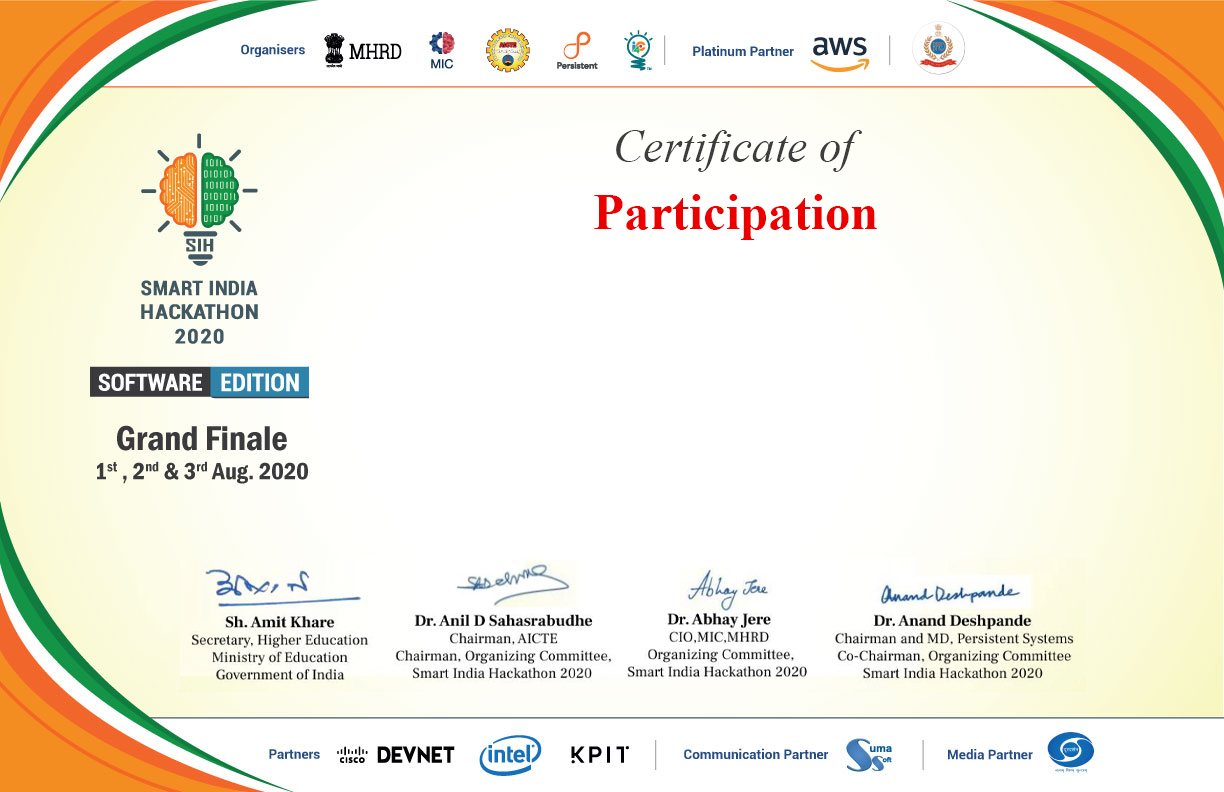 Organisers
MHRD
MIC
AICTE
Persistent
Platinum Partner
aws
Certificate of
Participation
SIH
SMART INDIA
HACKATHON
2020
SOFTWARE EDITION
Grand Finale
1st , 2nd & 3rd Aug. 2020
Abhay Jere
Anand Deshpande
Sh. Amit Khare
Secretary, Higher Education
Ministry of Education
Government of India
Dr. Anil D Sahasrabudhe
Chairman, AICTE
Chairman, Organizing Committee,
Smart India Hackathon 2020
Dr. Abhay Jere
CIO,MIC,MHRD
Organizing Committee,
Smart India Hackathon 2020
Dr. Anand Deshpande
Chairman and MD, Persistent Systems
Co-Chairman, Organizing Committee
Smart India Hackathon 2020
Partners
cisco DEVNET
intel
KPIT
Communication Partner
Suma
Soft
Media Partner